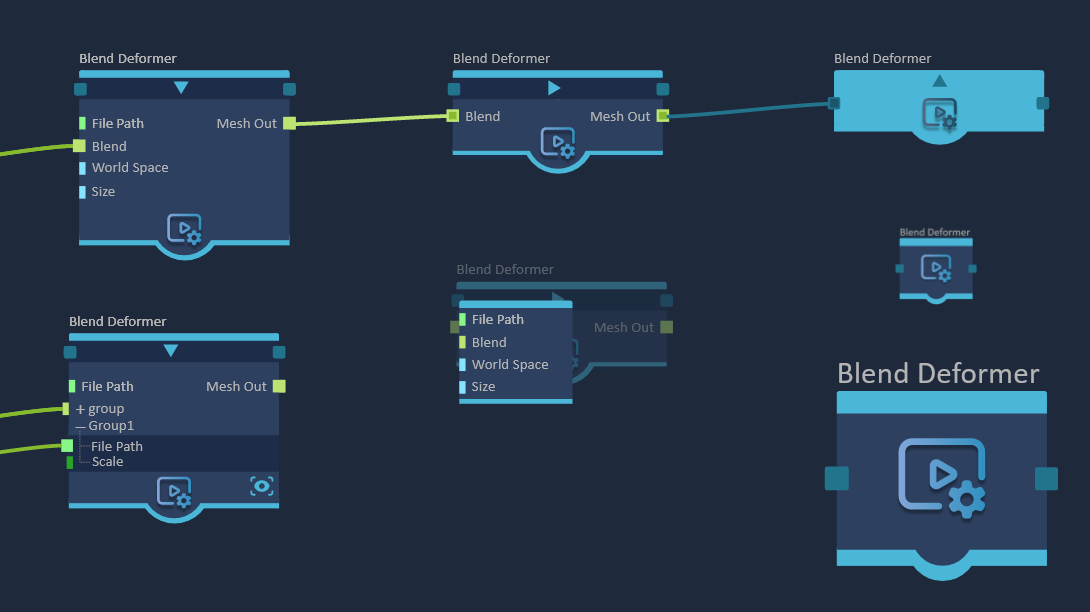 Blend Deformer
File Path
Mesh Out
Blend
World Space
Size
Blend Deformer
Blend
Mesh Out
Blend Deformer
Blend Deformer
Blend Deformer
Mesh Out
File Path
Blend
World Space
Size
Blend Deformer
File Path
Mesh Out
+ group
– Group1
File Path
Scale
Blend Deformer